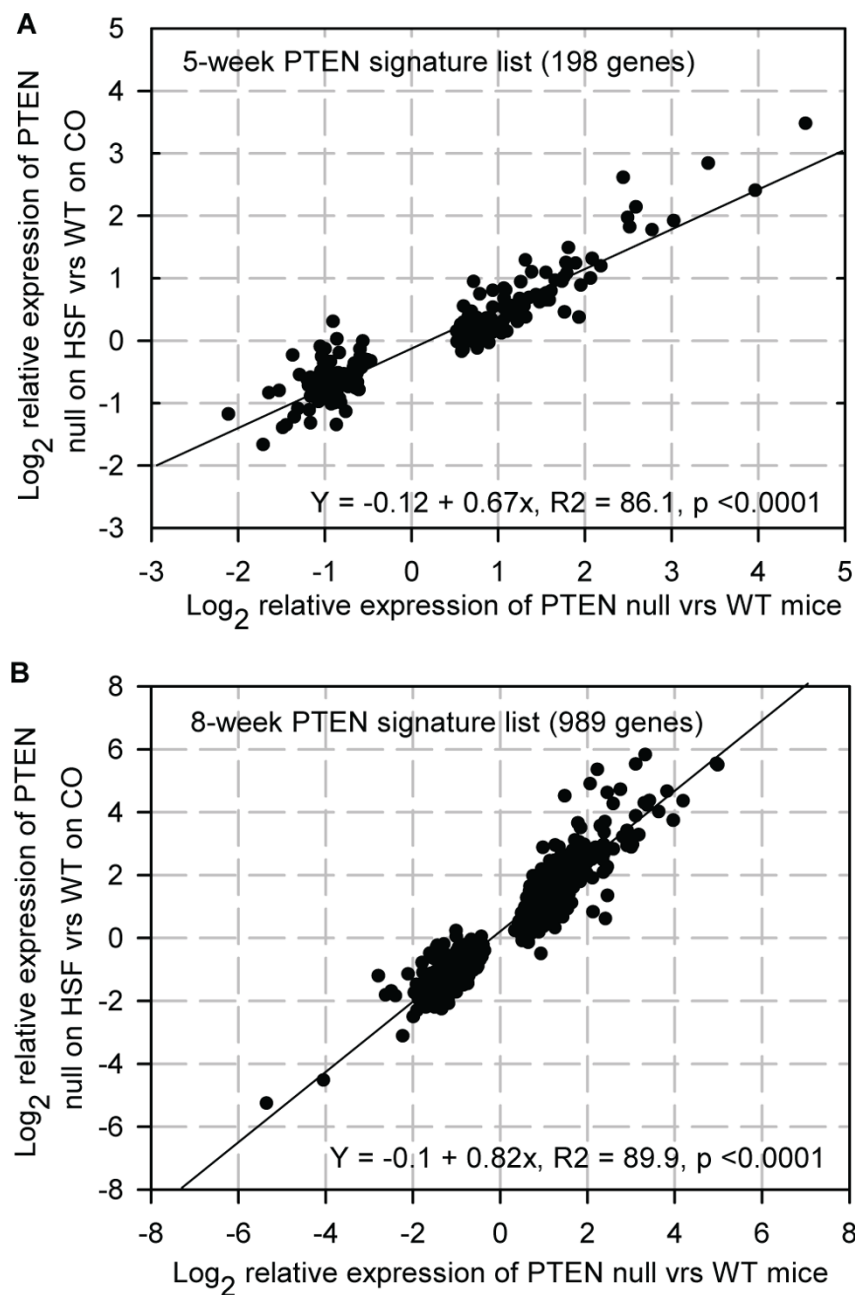 A
5-week PTEN signature list (198 genes)
Log2 relative expression of PTEN
null on HSF vrs WT on CO
5
4
3
2
1
0
-1
-2
-3
Y = -0.12 + 0.67x, R2 = 86.1, p <0.0001
-3 -2 -1 0 1 2 3 4 5
Log2 relative expression of PTEN null vrs WT mice
B
8-week PTEN signature list (989 genes)
Log2 relative expression of PTEN
null on HSF vrs WT on CO
8
6
4
2
0
-2
-4
-6
-8
Y = -0.1 + 0.82x, R2 = 89.9, p <0.0001
-8 -6 -4 -2 0 2 4 6 8
Log2 relative expression of PTEN null vrs WT mice